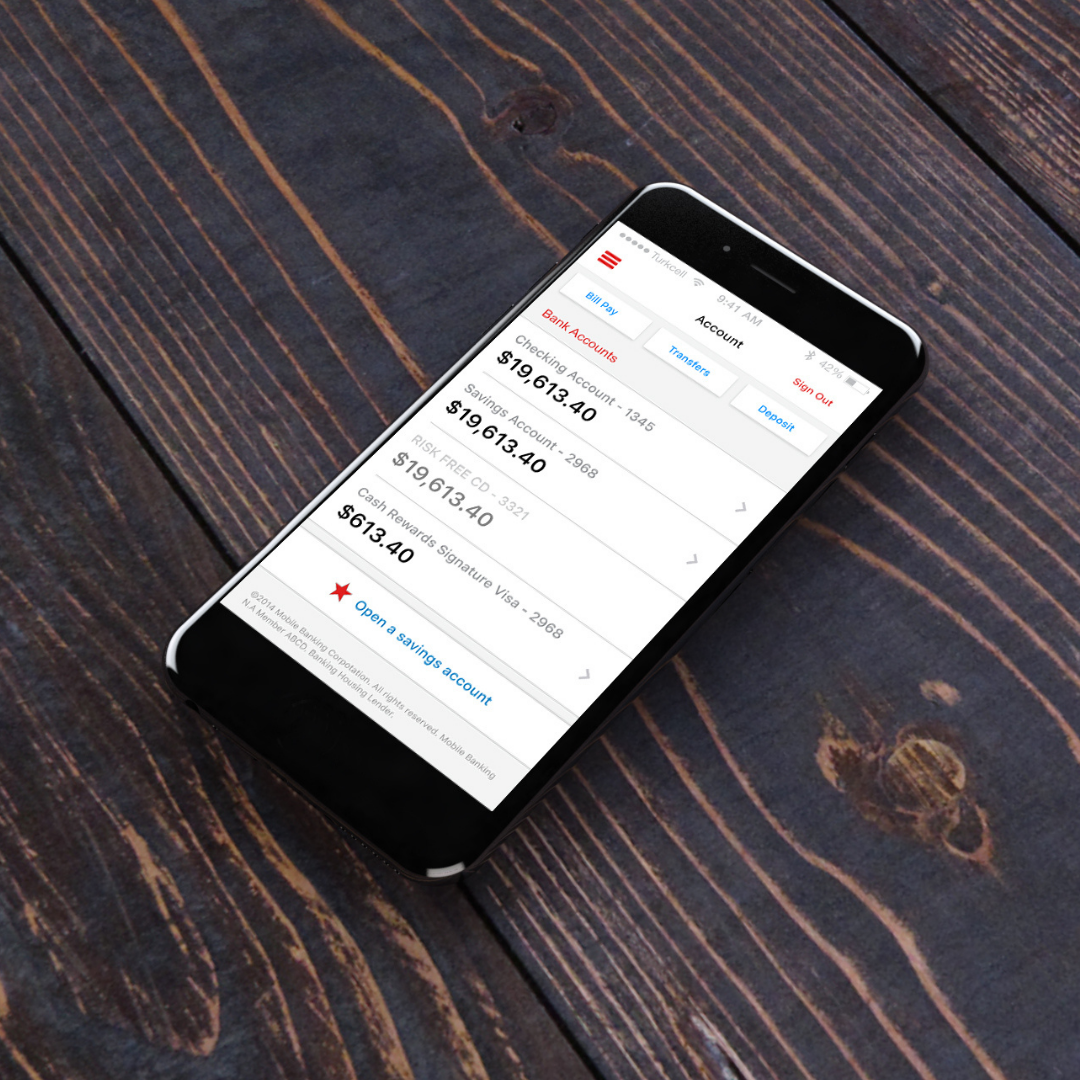 Turkcell 9:41 AM 42%
Account
Sign Out
Bill Pay
Transfers
Deposit
Bank Accounts
Checking Account - 1345
$19,613.40
Savings Account - 2968
$19,613.40
RISK FREE CD - 3321
$19,613.40
Cash Rewards Signature Visa - 2968
$613.40
Open a savings account
©2014 Mobile Banking Corpotation. All rights reserved. Mobile Banking
N.A Member ABCD. Banking Housing Lender.